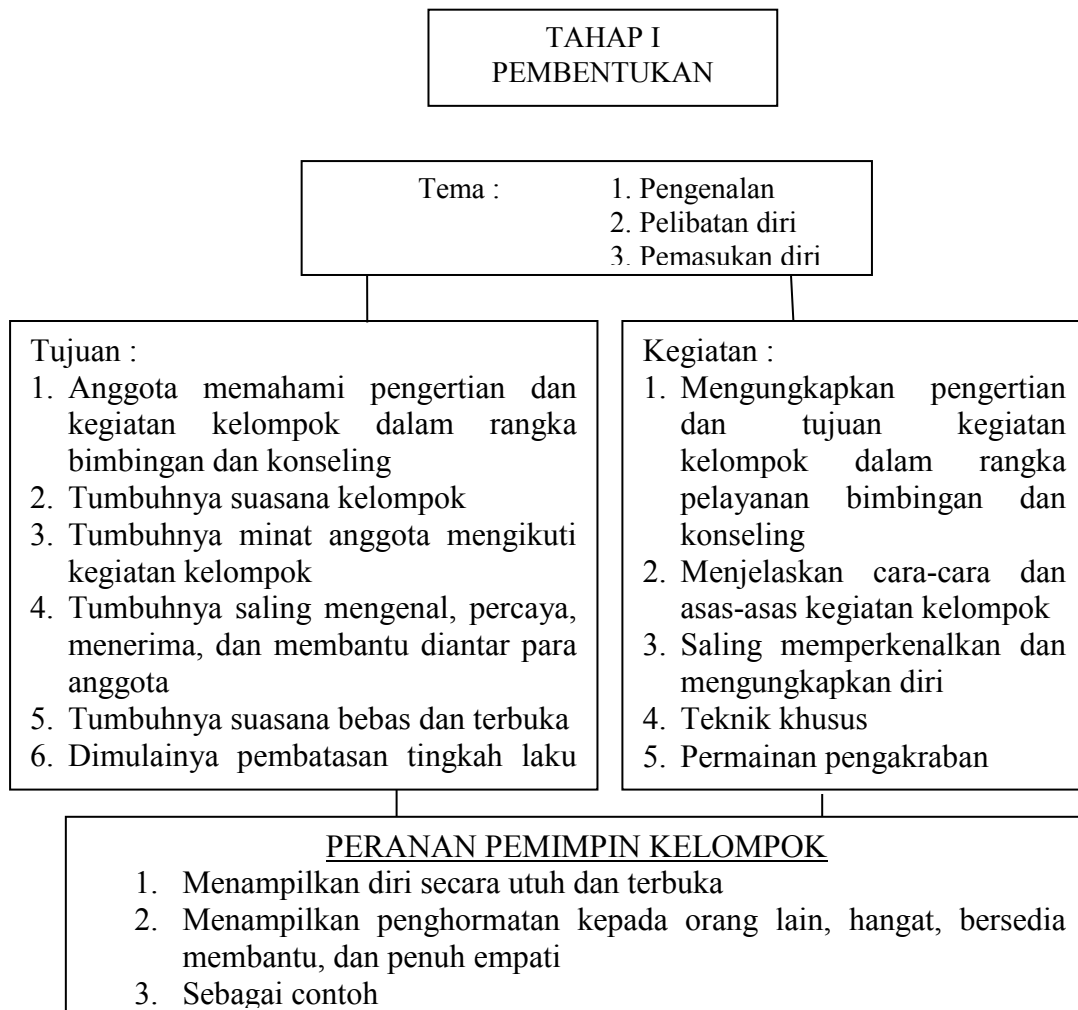 TAHAP I
PEMBENTUKAN
Tema : 1. Pengenalan
2. Pelibatan diri
3. Pemasukan diri
Tujuan :
1. Anggota memahami pengertian dan
kegiatan kelompok dalam rangka
bimbingan dan konseling
2. Tumbuhnya suasana kelompok
3. Tumbuhnya minat anggota mengikuti
kegiatan kelompok
4. Tumbuhnya saling mengenal, percaya,
menerima, dan membantu diantar para
anggota
5. Tumbuhnya suasana bebas dan terbuka
6. Dimulainya pembatasan tingkah laku
Kegiatan :
1. Mengungkapkan pengertian
dan tujuan kegiatan
kelompok dalam rangka
pelayanan bimbingan dan
konseling
2. Menjelaskan cara-cara dan
asas-asas kegiatan kelompok
3. Saling memperkenalkan dan
mengungkapkan diri
4. Teknik khusus
5. Permainan pengakraban
PERANAN PEMIMPIN KELOMPOK
1. Menampilkan diri secara utuh dan terbuka
2. Menampilkan penghormatan kepada orang lain, hangat, bersedia
membantu, dan penuh empati
3. Sebagai contoh